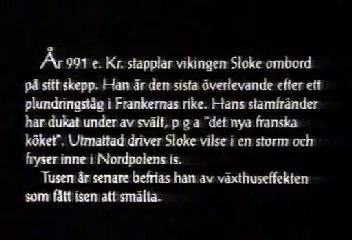 År 991 e. Kr. stapplar vikingen Sloke ombord
på sitt skepp. Han är den sista överlevande efter ett
plundringståg i Frankernas rike. Hans stamfränder
har dukat under av svält, p g a "det nya franska
köket". Utmattad driver Sloke vilse i en storm och
fryser inne i Nordpolens is.
Tusen år senare befrias han av växthuseffekten
som fått isen att smälta.